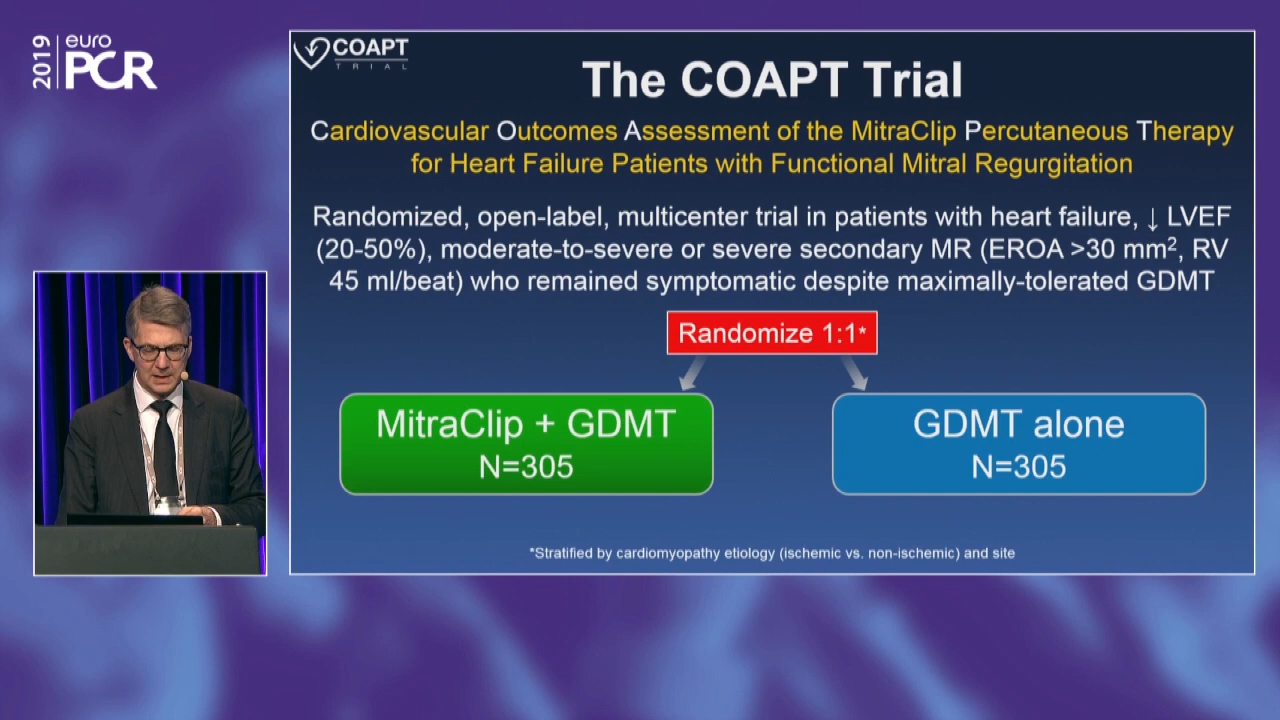 2019
euro
PCR
COAPT
TRIAL
The COAPT Trial
Cardiovascular Outcomes Assessment of the MitraClip Percutaneous Therapy
for Heart Failure Patients with Functional Mitral Regurgitation
Randomized, open-label, multicenter trial in patients with heart failure, ↓ LVEF
(20-50%), moderate-to-severe or severe secondary MR (EROA >30 mm², RV
45 ml/beat) who remained symptomatic despite maximally-tolerated GDMT
Randomize 1:1*
MitraClip + GDMT
N=305
GDMT alone
N=305
*Stratified by cardiomyopathy etiology (ischemic vs. non-ischemic) and site